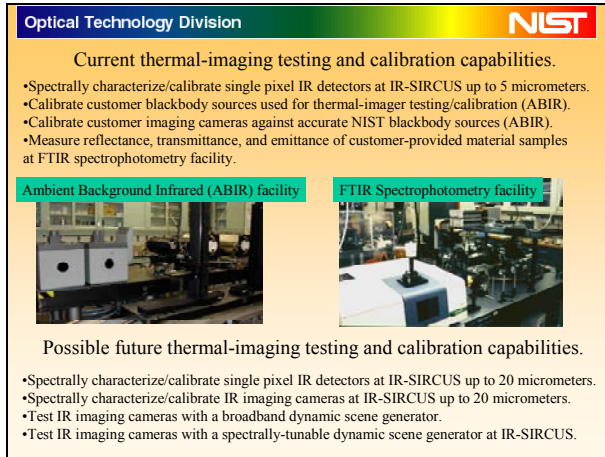 Optical Technology Division
NIST
Current thermal-imaging testing and calibration capabilities.
•Spectrally characterize/calibrate single pixel IR detectors at IR-SIRCUS up to 5 micrometers.
•Calibrate customer blackbody sources used for thermal-imager testing/calibration (ABIR).
•Calibrate customer imaging cameras against accurate NIST blackbody sources (ABIR).
•Measure reflectance, transmittance, and emittance of customer-provided material samples
at FTIR spectrophotometry facility.
Ambient Background Infrared (ABIR) facility
FTIR Spectrophotometry facility
Possible future thermal-imaging testing and calibration capabilities.
•Spectrally characterize/calibrate single pixel IR detectors at IR-SIRCUS up to 20 micrometers.
•Spectrally characterize/calibrate IR imaging cameras at IR-SIRCUS up to 20 micrometers.
•Test IR imaging cameras with a broadband dynamic scene generator.
•Test IR imaging cameras with a spectrally-tunable dynamic scene generator at IR-SIRCUS.